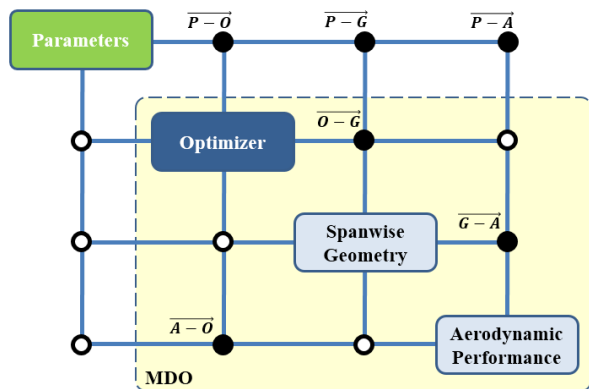 P − O
P − G
P − A
Parameters
O − G
Optimizer
Spanwise
Geometry
G − A
A − O
Aerodynamic
Performance
MDO